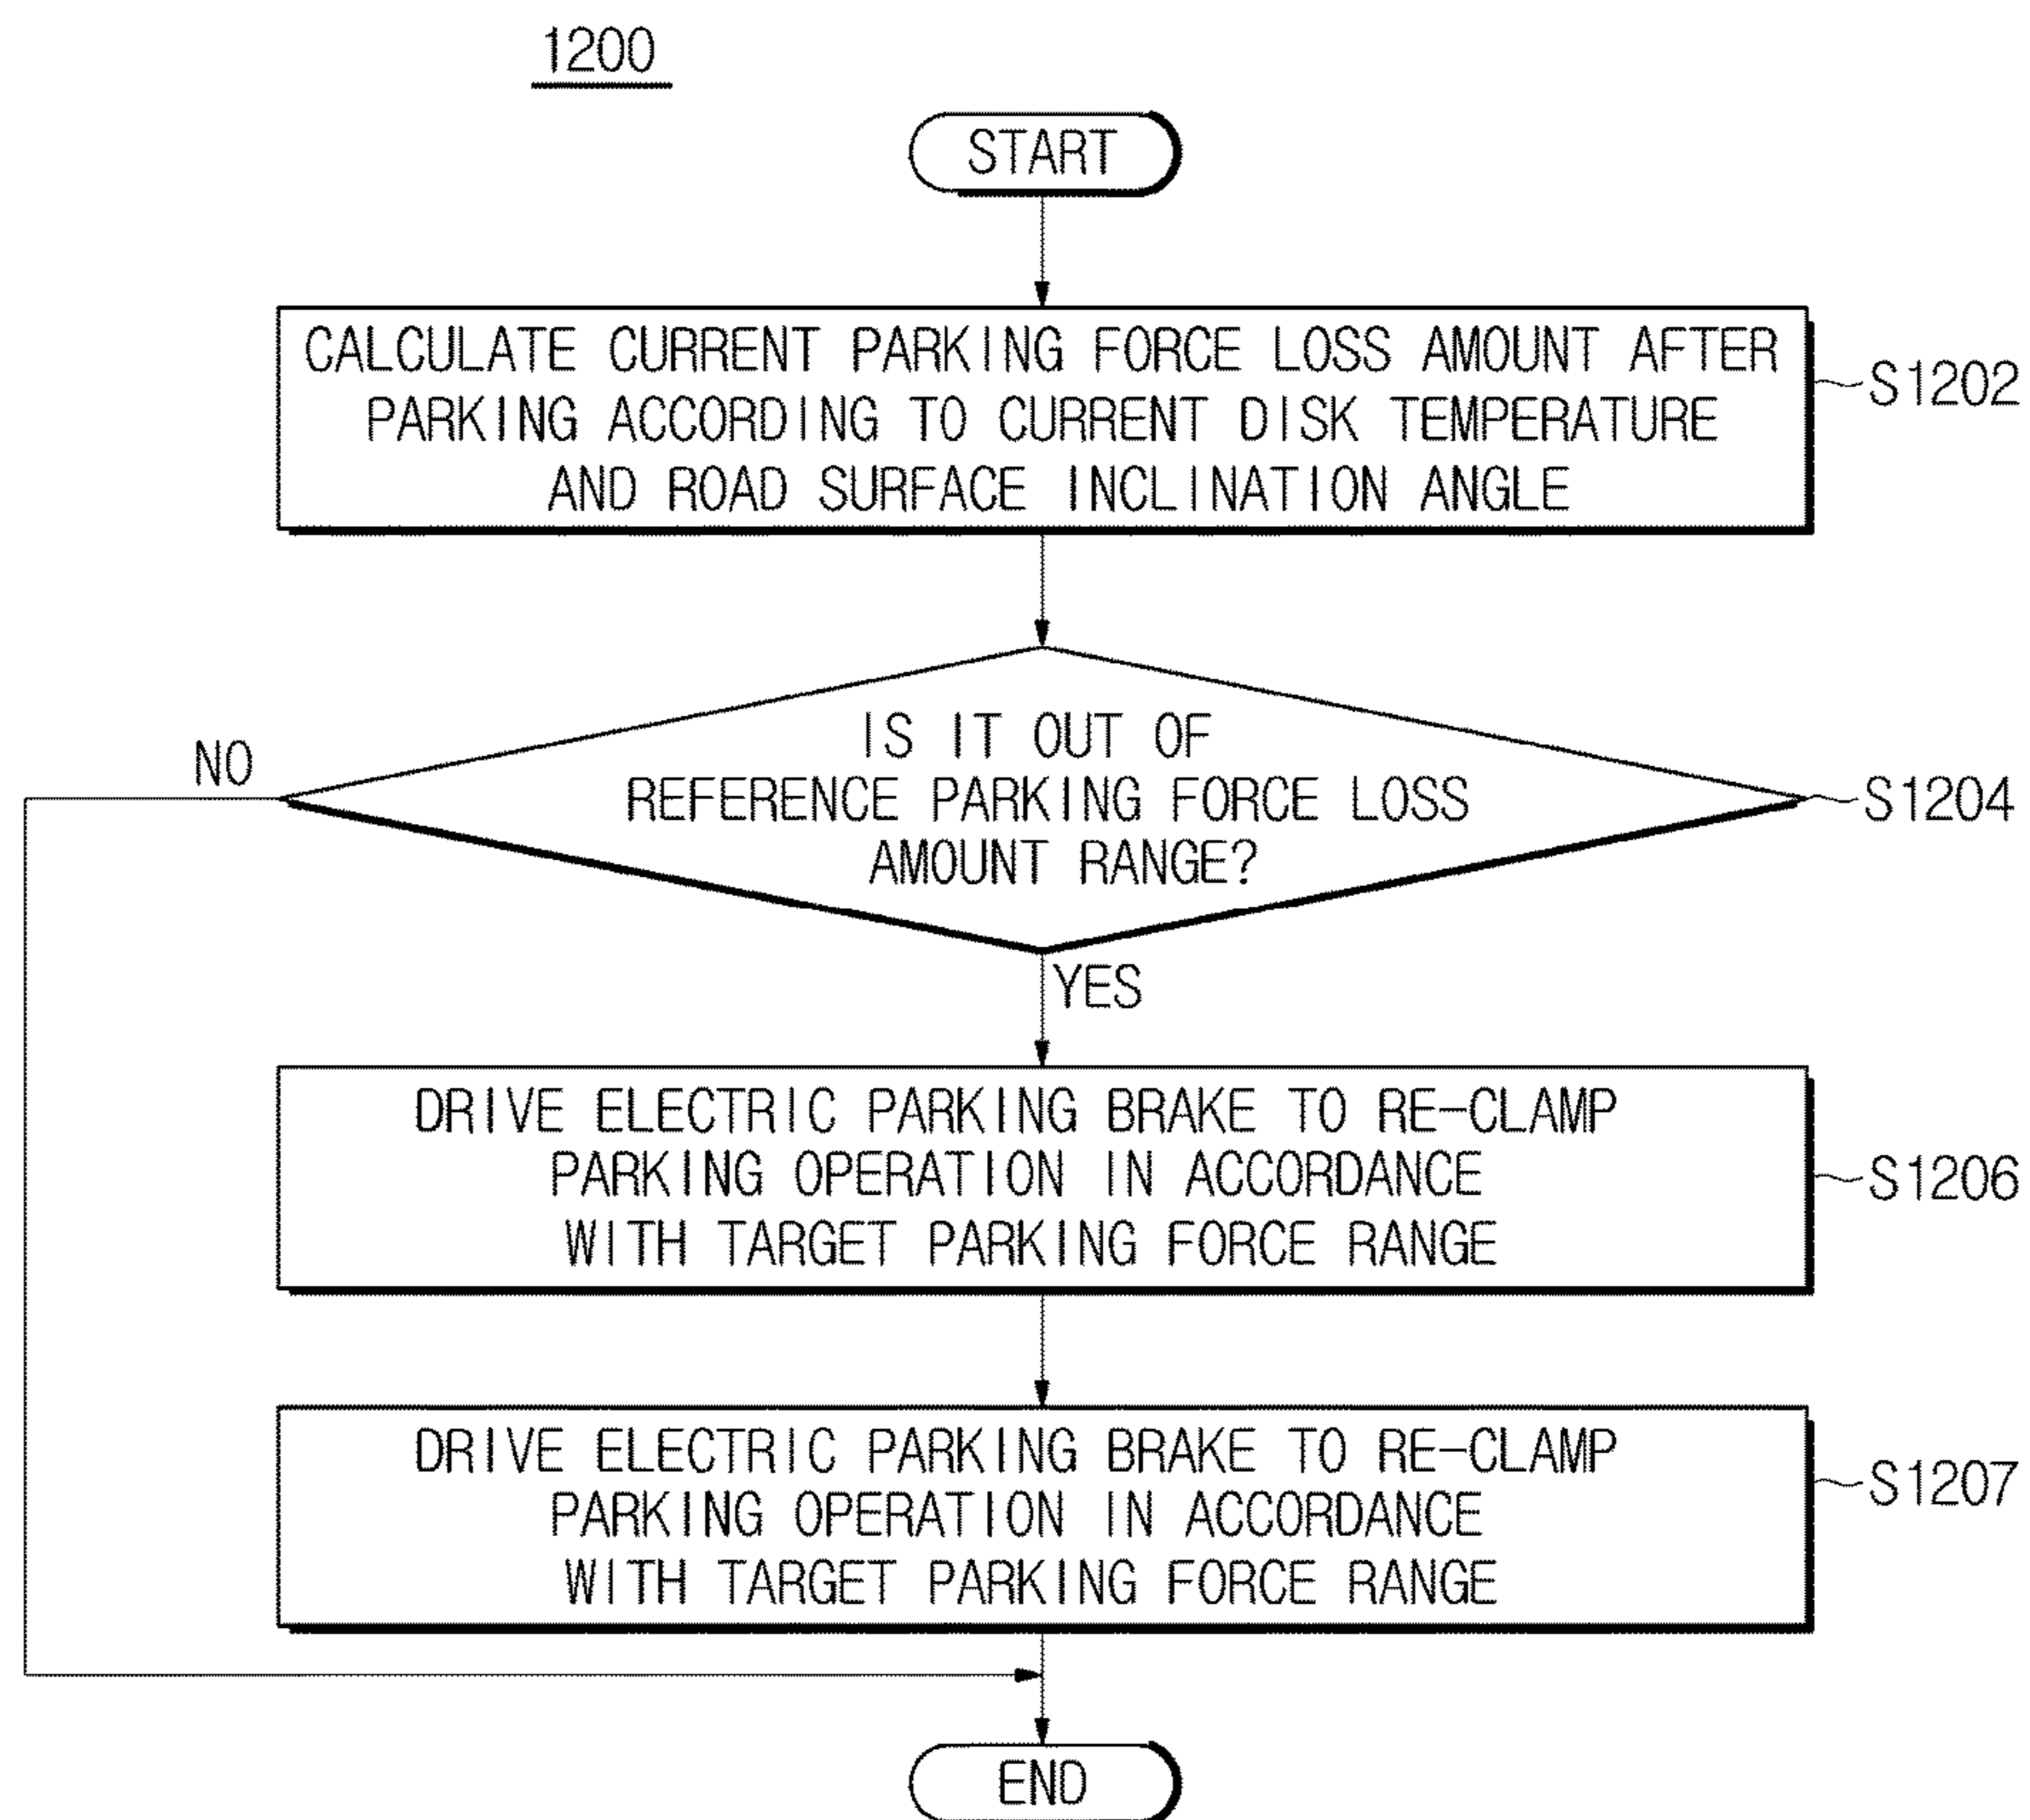 1200
START
CALCULATE CURRENT PARKING FORCE LOSS AMOUNT AFTER
PARKING ACCORDING TO CURRENT DISK TEMPERATURE
AND ROAD SURFACE INCLINATION ANGLE
S1202
IS IT OUT OF
REFERENCE PARKING FORCE LOSS
AMOUNT RANGE?
S1204
NO
YES
DRIVE ELECTRIC PARKING BRAKE TO RE-CLAMP
PARKING OPERATION IN ACCORDANCE
WITH TARGET PARKING FORCE RANGE
S1206
DRIVE ELECTRIC PARKING BRAKE TO RE-CLAMP
PARKING OPERATION IN ACCORDANCE
WITH TARGET PARKING FORCE RANGE
S1207
END